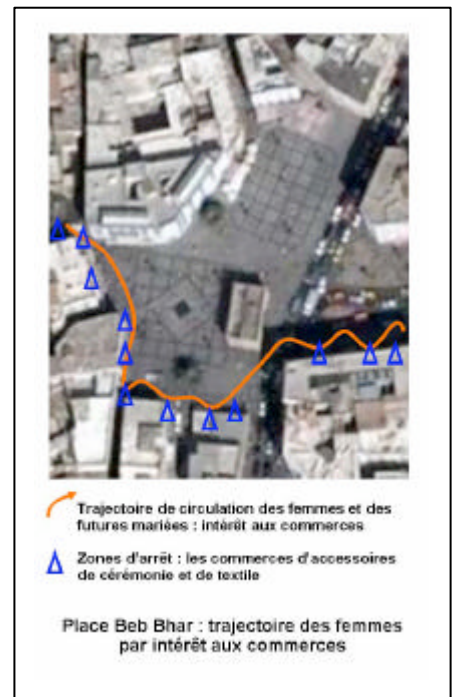 Trajectoire de circulation des femmes et des
futures mariées : intérêt aux commerces
Zones d'arrêt : les commerces d'accessoires
de cérémonie et de textile
Place Beb Bhar : trajectoire des femmes
par intérêt aux commerces